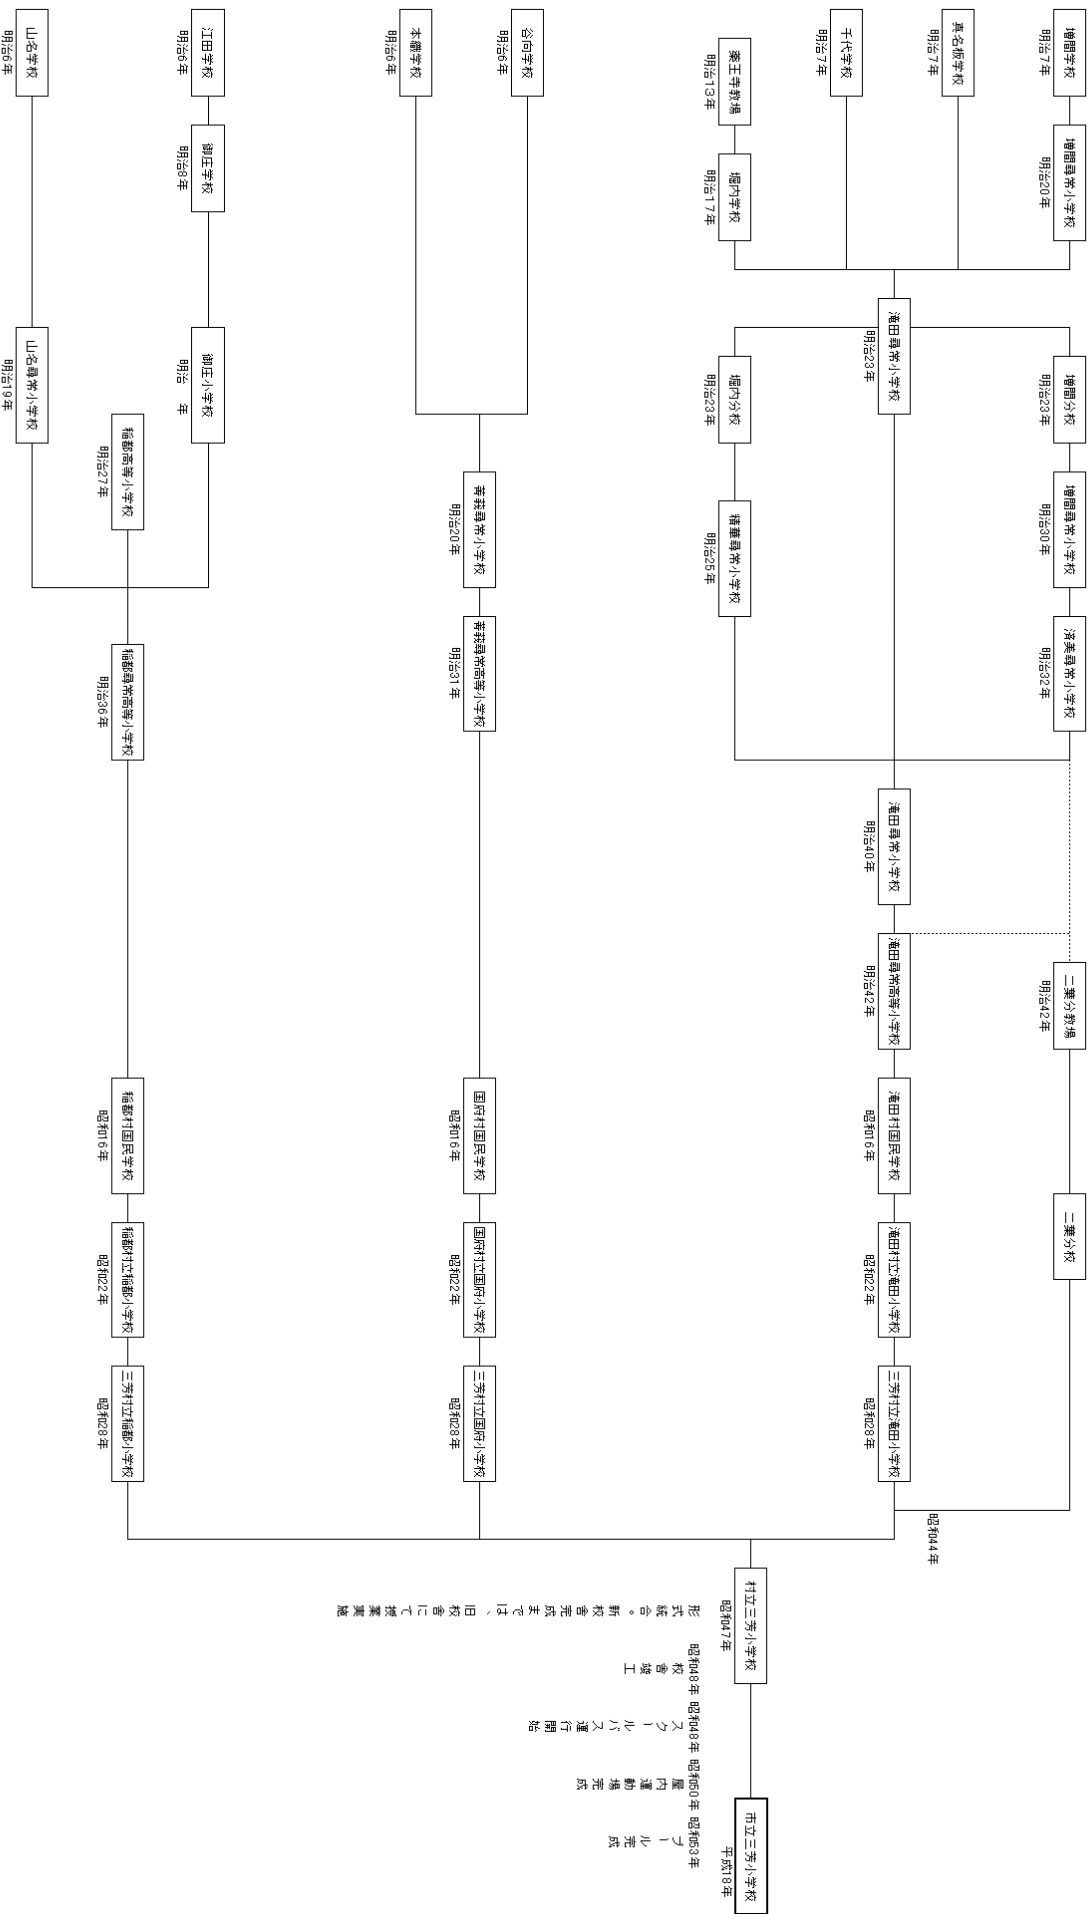 増間学校
明治7年
増間尋常小学校
明治20年
真名板学校
明治7年
千代学校
明治7年
薬王寺教場
明治13年
堀内学校
明治17年
滝田尋常小学校
明治23年
増間分校
明治23年
増間尋常小学校
明治30年
済美尋常小学校
明治32年
堀内分校
明治23年
精華尋常小学校
明治25年
滝田尋常小学校
明治40年
滝田尋常高等小学校
明治42年
二葉分教場
明治42年
二葉分校
滝田村国民学校
昭和16年
滝田村立滝田小学校
昭和22年
三芳村立滝田小学校
昭和28年
昭和44年
谷向学校
明治6年
本織学校
明治6年
菁莪尋常小学校
明治20年
菁莪尋常高等小学校
明治31年
国府村国民学校
昭和16年
国府村立国府小学校
昭和22年
三芳村立国府小学校
昭和28年
江田学校
明治6年
御庄学校
明治8年
御庄小学校
明治　年
山名学校
明治6年
山名尋常小学校
明治19年
稲都高等小学校
明治27年
稲都尋常高等小学校
明治36年
稲都村国民学校
昭和16年
稲都村立稲都小学校
昭和22年
三芳村立稲都小学校
昭和28年
村立三芳小学校
昭和47年
形式統合。新校舎完成までは、旧校舎にて授業実施
昭和48年
校舎竣工
昭和48年
スクールバス運行開始
昭和50年
屋内運動場完成
昭和53年
プール完成
市立三芳小学校
平成18年